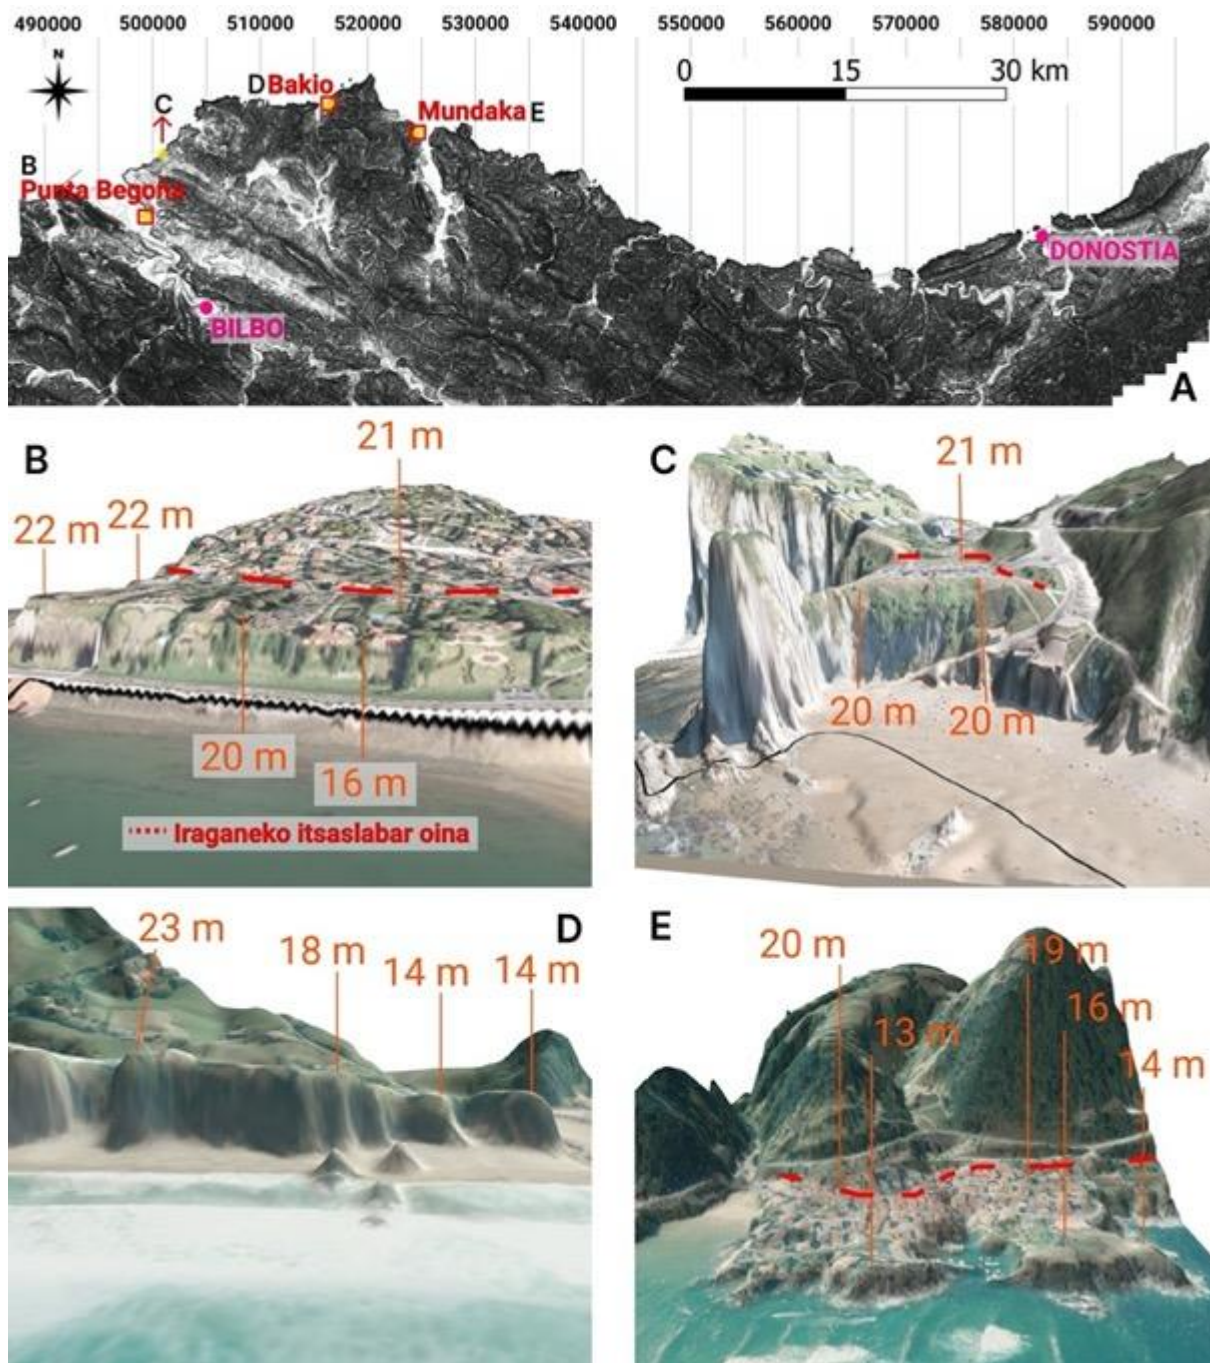 490000 500000 510000 520000 530000 540000 550000 560000 570000 580000 590000
N
0 15 30 km
C
D Bakio
Mundaka E
B
Punta Begoña
DONOSTIA
BILBO
A
B
21 m
22 m
22 m
20 m
16 m
Iraganeko itsaslabar oina
C
21 m
20 m
20 m
D
23 m
18 m
14 m
14 m
E
20 m
19 m
13 m
16 m
14 m